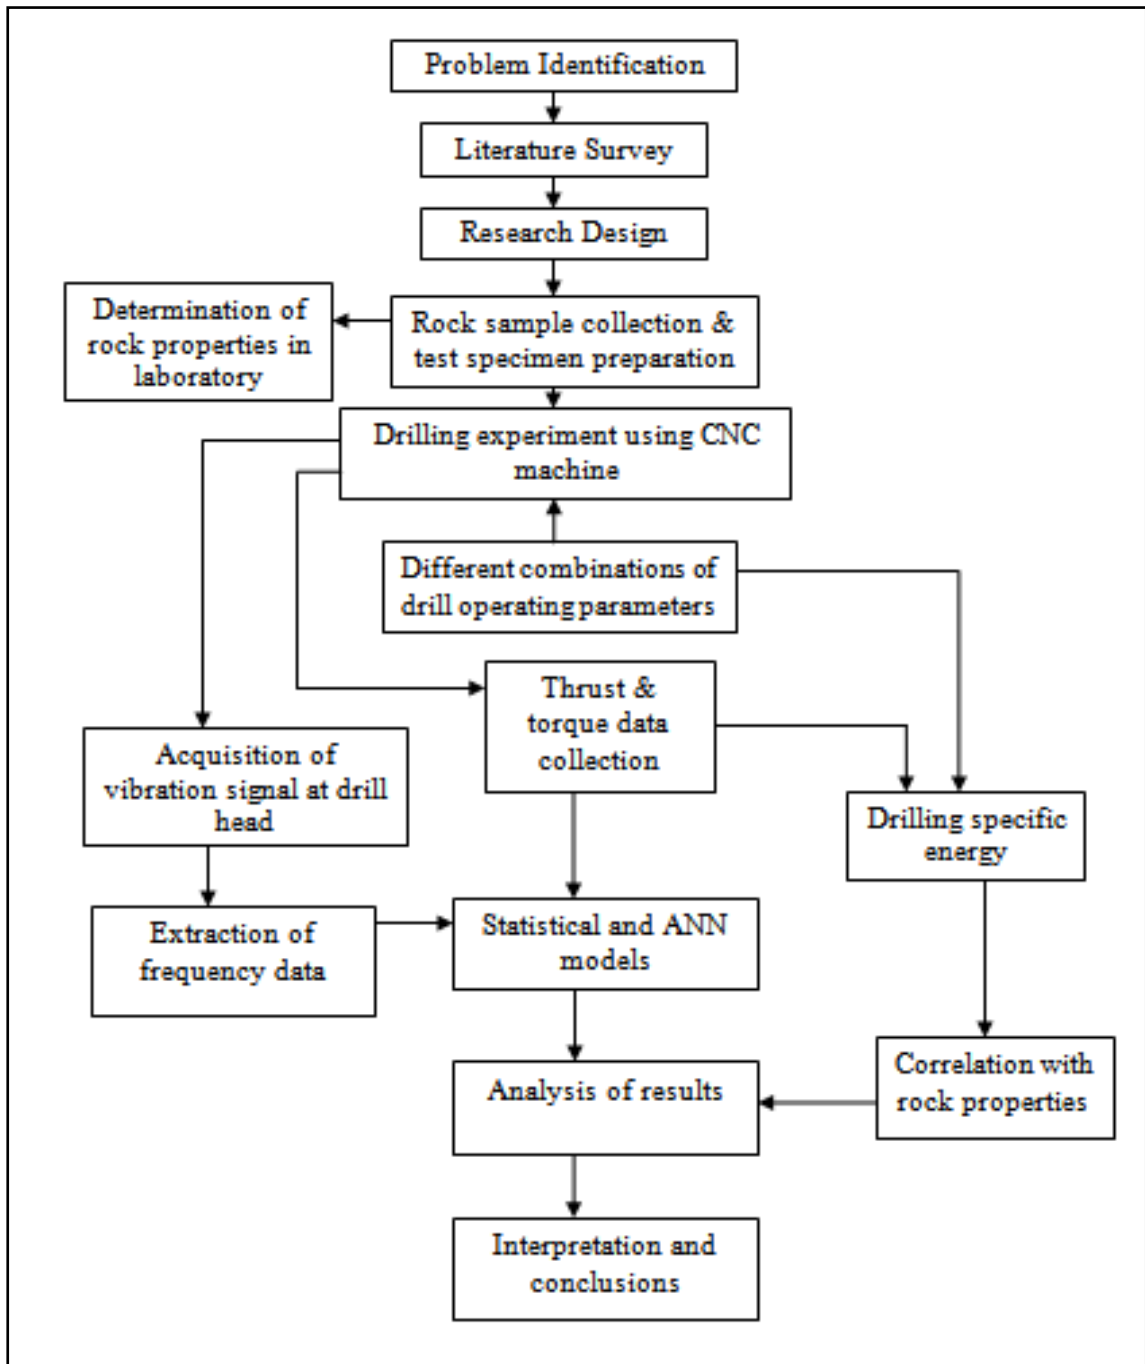 Problem Identification
Literature Survey
Research Design
Determination of
rock properties in
laboratory
Rock sample collection &
test specimen preparation
Drilling experiment using CNC
machine
Different combinations of
drill operating parameters
Thrust &
torque data
collection
Acquisition of
vibration signal at drill
head
Drilling specific
energy
Extraction of
frequency data
Statistical and ANN
models
Correlation with
rock properties
Analysis of results
Interpretation and
conclusions